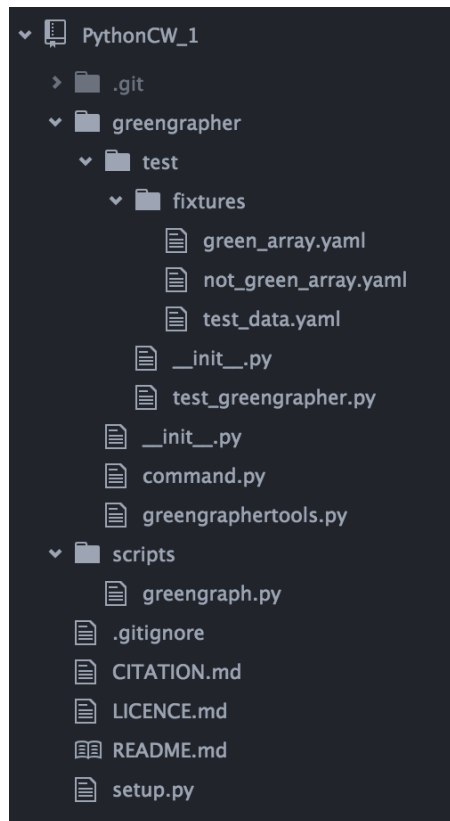 PythonCW_1
.git
greengrapher
test
fixtures
green_array.yaml
not_green_array.yaml
test_data.yaml
__init__.py
test_greengrapher.py
__init__.py
command.py
greengraphertools.py
scripts
greengraph.py
.gitignore
CITATION.md
LICENCE.md
README.md
setup.py